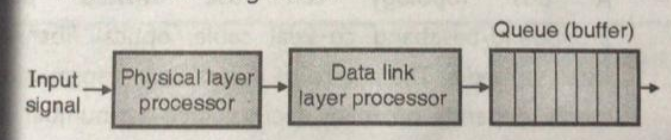 Queue (buffer)
Input
signal
Physical layer
processor
Data link
layer processor